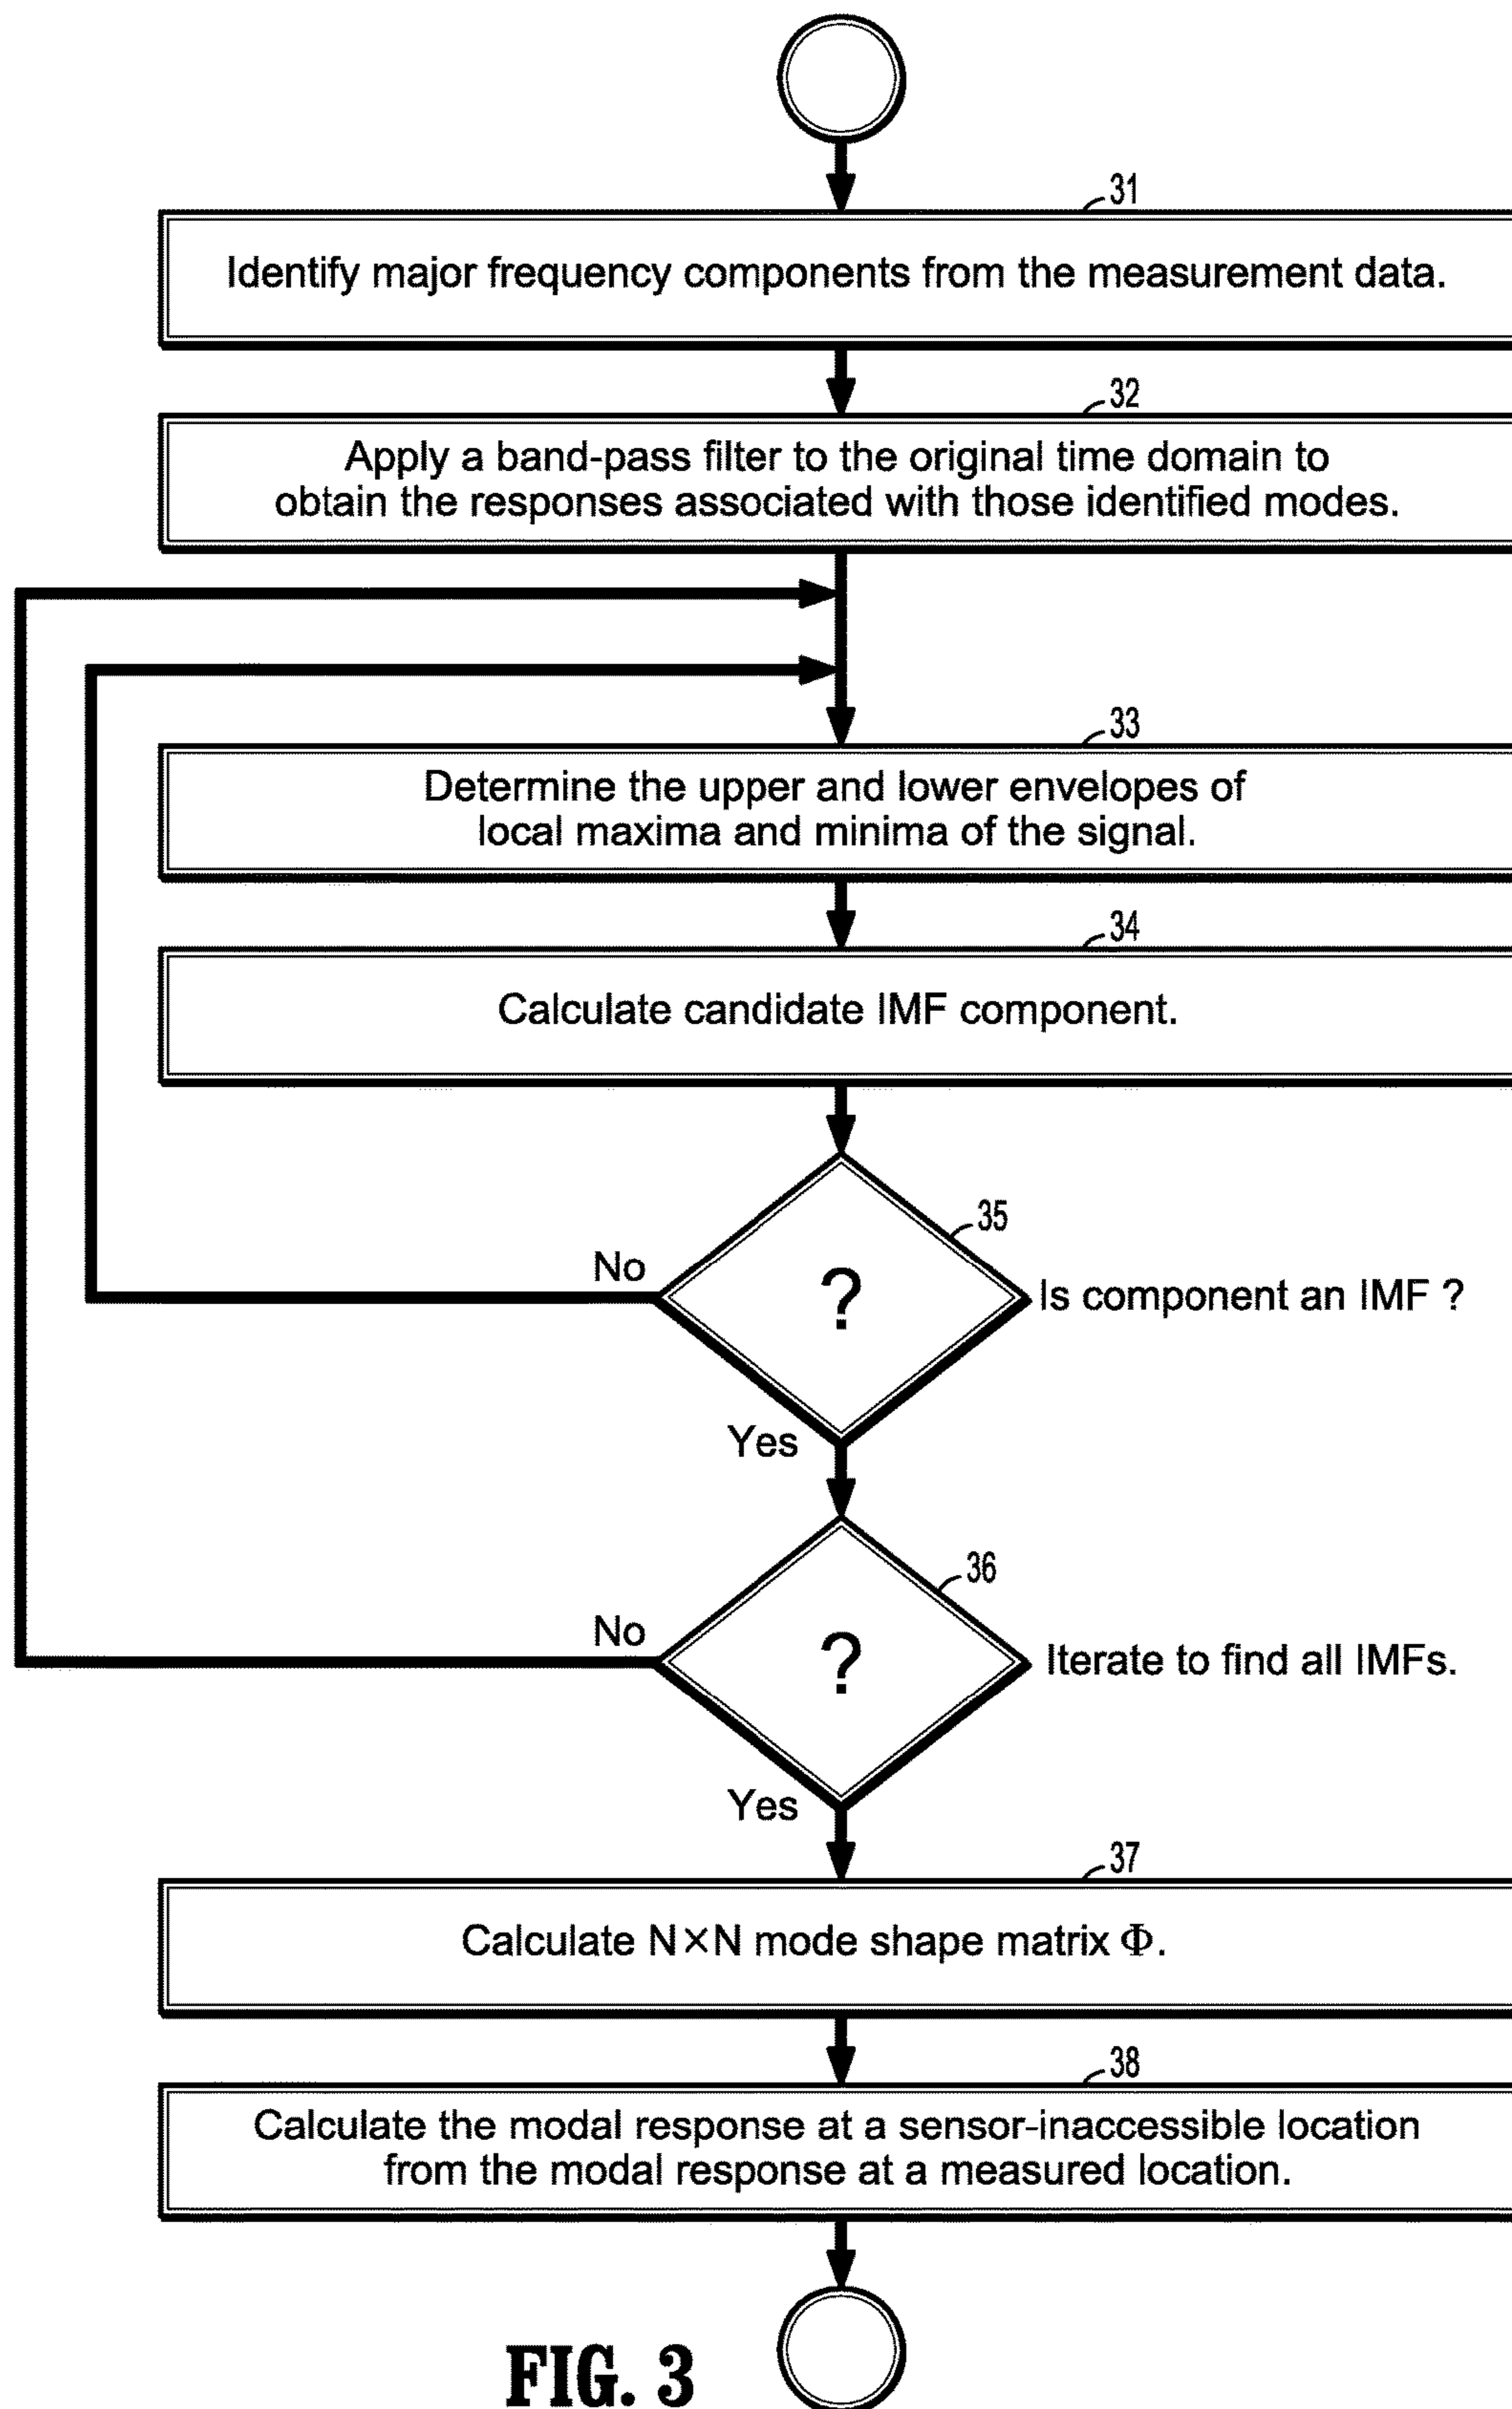 31
Identify major frequency components from the measurement data.
32
Apply a band-pass filter to the original time domain to
obtain the responses associated with those identified modes.
33
Determine the upper and lower envelopes of
local maxima and minima of the signal.
34
Calculate candidate IMF component.
35
No
?
Is component an IMF ?
Yes
36
No
?
Iterate to find all IMFs.
Yes
37
Calculate N×N mode shape matrix Φ.
38
Calculate the modal response at a sensor-inaccessible location
from the modal response at a measured location.
FIG. 3